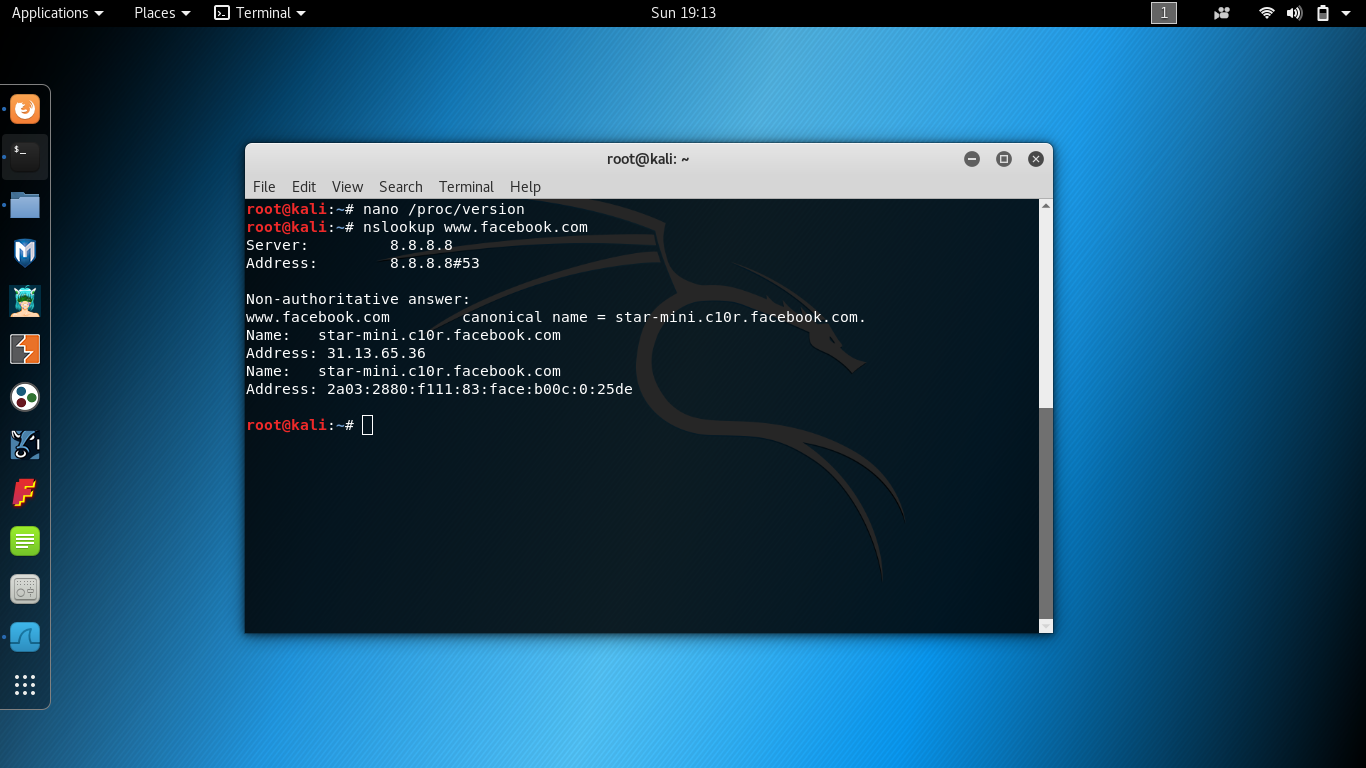 Applications Places Terminal Sun 19:13 1
root@kali: ~
File Edit View Search Terminal Help
root@kali:~# nano /proc/version
root@kali:~# nslookup www.facebook.com
Server:         8.8.8.8
Address:        8.8.8.8#53
Non-authoritative answer:
www.facebook.com        canonical name = star-mini.c10r.facebook.com.
Name:   star-mini.c10r.facebook.com
Address: 31.13.65.36
Name:   star-mini.c10r.facebook.com
Address: 2a03:2880:f111:83:face:b00c:0:25de
root@kali:~#
$_